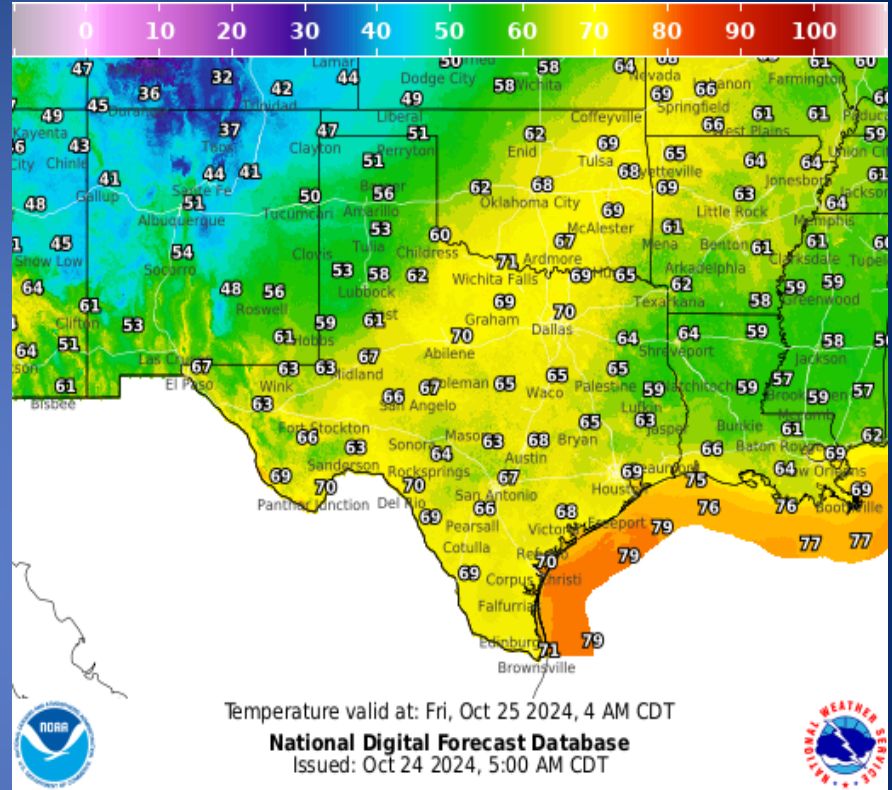 0 10 20 30 40 50 60 70 80 90 100
47 32 Lamar 44 50 Dodge City 58 Wichita 64 Nevada 66 Lebanon Farmington 61 60
36 42 Trinidad 49 58 69 Springfield
49 45 Liberal Coffeyville 66 West Plains 61 61
Kayenta 37 Taos 47 Clayton 51 Perryton 62 Enid 69 Tulsa 59
City 43 Chinle 51 65 64 Jonesboro 64 Union City
41 Gallup 44 Santa Fe 41 56 62 68 68 69 63 61 Jackson
48 51 Albuquerque 50 Tucumcari Amarillo Oklahoma City 69 Little Rock 64 Memphis
45 Show Low 54 Socorro Clovis 53 Tulia 60 Childress 67 McAlester 61 Mena Benton 62 61 Clarksdale
64 48 56 53 58 Lubbock 62 71 Wichita Falls Ardmore 69 65 Arkadelphia 62 59 59
61 Clifton Roswell 69 Graham 70 Dallas Texarkana 58 Greenwood
53 59 Hobbs 61 64 64 59
64 51 61 70 Abilene Shreveport 58 Jackson
Las Cruces 67 El Paso 63 Wink 63 Midland 67 65 65 65 Palestine 57
61 Bisbee 63 66 67 San Angelo Waco 59 Lufkin 59 59 57
66 Fort Stockton 63 Sonora Mason 63 68 Austin 65 Bryan 63 Jasper Bunkie 61 62
Sanderson 64 Rocksprings 66 Baton Rouge 69
69 70 Panther Junction 70 Del Rio 67 San Antonio 69 Houston Beaumont 75 64 New Orleans
69 66 Pearsall 68 Victoria Freeport 76 76 69 Boothville
Cotulla 79 77 77
69 70 79
Corpus Christi
Falfurrias
Edinburg 71 79
Brownsville
Temperature valid at: Fri, Oct 25 2024, 4 AM CDT
National Digital Forecast Database
Issued: Oct 24 2024, 5:00 AM CDT
NOAA
NATIONAL WEATHER SERVICE